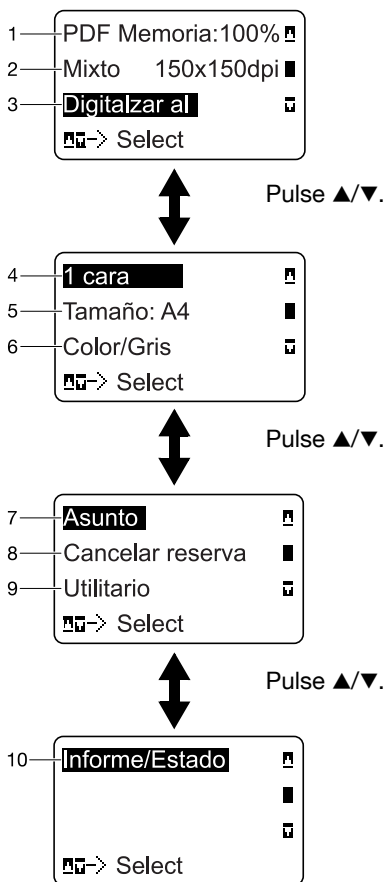 1 PDF Memoria:100%
2 Mixto 150x150dpi
3 Digitalzar al
-> Select
Pulse ▲/▼.
4 1 cara
5 Tamaño: A4
6 Color/Gris
-> Select
Pulse ▲/▼.
7 Asunto
8 Cancelar reserva
9 Utilitario
-> Select
Pulse ▲/▼.
10 Informe/Estado
-> Select